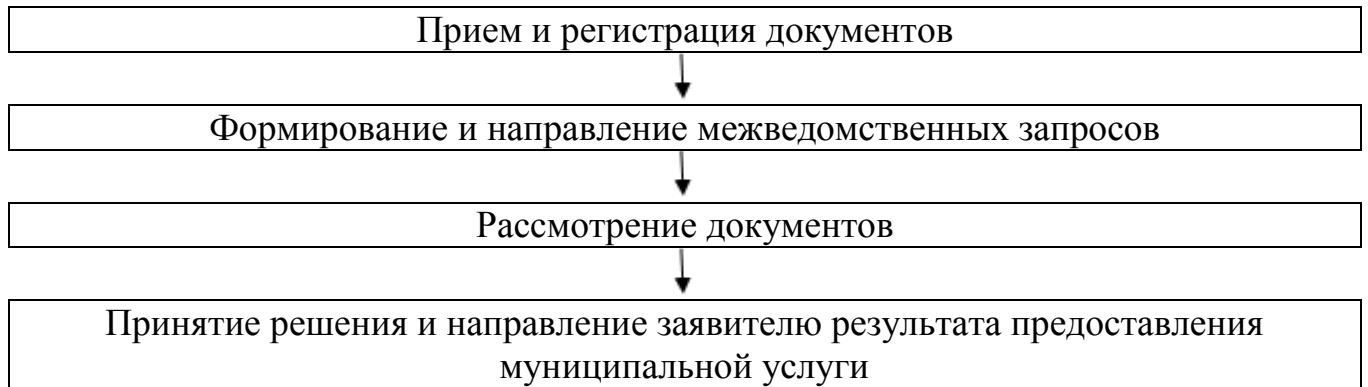 Прием и регистрация документов
Формирование и направление межведомственных запросов
Рассмотрение документов
Принятие решения и направление заявителю результата предоставления
муниципальной услуги